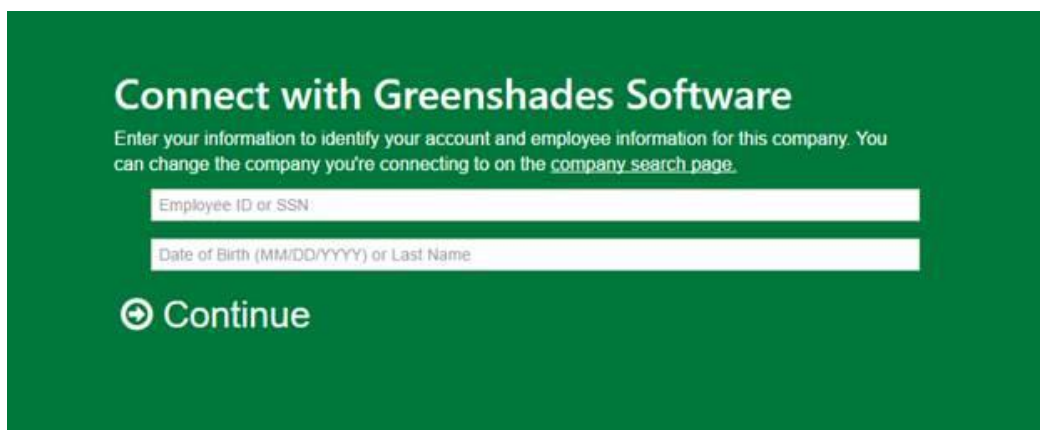 Connect with Greenshades Software
Enter your information to identify your account and employee information for this company. You
can change the company you're connecting to on the company search page.
Employee ID or SSN
Date of Birth (MM/DD/YYYY) or Last Name
Continue